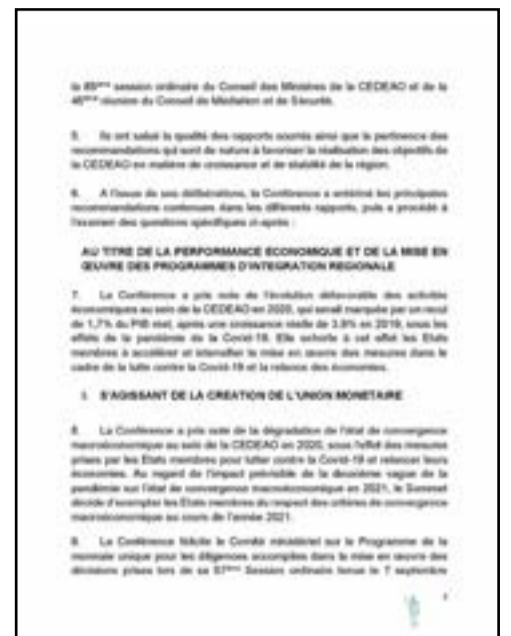 la 85ème session ordinaire du Conseil des Ministres de la CEDEAO et de la
46ème réunion du Conseil de Médiation et de Sécurité.
5. Ils ont salué la qualité des rapports soumis ainsi que la pertinence des
recommandations qui sont de nature à favoriser la réalisation des objectifs de
la CEDEAO en matière de croissance et de stabilité de la région.
6. A l'issue de ses délibérations, la Conférence a entériné les principales
recommandations contenues dans les différents rapports, puis a procédé à
l'examen des questions spécifiques ci-après :
AU TITRE DE LA PERFORMANCE ECONOMIQUE ET DE LA MISE EN
ŒUVRE DES PROGRAMMES D'INTEGRATION REGIONALE
7. La Conférence a pris note de l'évolution défavorable des activités
économiques au sein de la CEDEAO en 2020, qui serait marquée par un recul
de 1,7% du PIB réel, après une croissance réelle de 3,8% en 2019, sous les
effets de la pandémie de la Covid-19. Elle exhorte à cet effet les Etats
membres à accélérer et intensifier la mise en œuvre des mesures dans le
cadre de la lutte contre la Covid-19 et la relance des économies.
i. S'AGISSANT DE LA CREATION DE L'UNION MONETAIRE
8. La Conférence a pris note de la dégradation de l'état de convergence
macroéconomique au sein de la CEDEAO en 2020, sous l'effet des mesures
prises par les Etats membres pour lutter contre la Covid-19 et relancer leurs
économies. Au regard de l'impact prévisible de la deuxième vague de la
pandémie sur l'état de convergence macroéconomique en 2021, le Sommet
décide d'exempter les Etats membres du respect des critères de convergence
macroéconomique au cours de l'année 2021.
9. La Conférence félicite le Comité ministériel sur le Programme de la
monnaie unique pour les diligences accomplies dans la mise en œuvre des
décisions prises lors de sa 57ème Session ordinaire tenue le 7 septembre